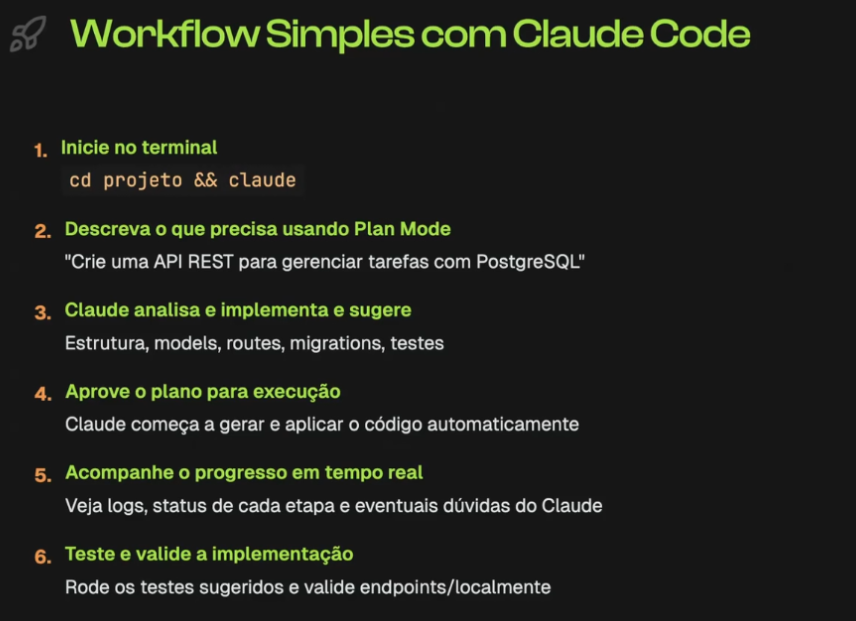 Workflow Simples com Claude Code
1. Inicie no terminal
cd projeto && claude
2. Descreva o que precisa usando Plan Mode
"Crie uma API REST para gerenciar tarefas com PostgreSQL"
3. Claude analisa e implementa e sugere
Estrutura, models, routes, migrations, testes
4. Aprove o plano para execução
Claude começa a gerar e aplicar o código automaticamente
5. Acompanhe o progresso em tempo real
Veja logs, status de cada etapa e eventuais dúvidas do Claude
6. Teste e valide a implementação
Rode os testes sugeridos e valide endpoints/localmente